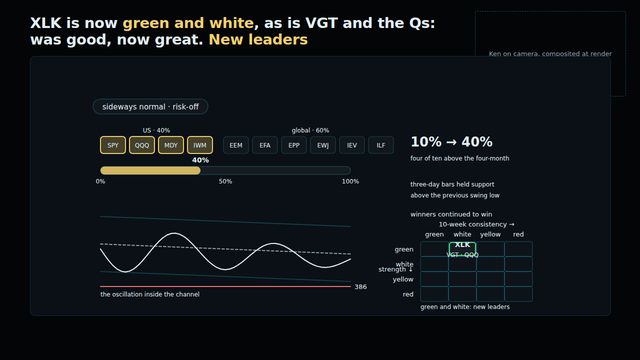 XLK is now green and white, as is VGT and the Qs:
was good, now great. New leaders
Ken on camera, composited at render
sideways normal · risk-off
US · 40%
global · 60%
SPY QQQ MDY IWM EEM EFA EPP EWJ IEV ILF
40%
0% 50% 100%
10% → 40%
four of ten above the four-month
three-day bars held support
above the previous swing low
winners continued to win
10-week consistency →
green white yellow red
green
white
strength ↓
yellow
red
XLK
VGT · QQQ
386
the oscillation inside the channel
green and white: new leaders